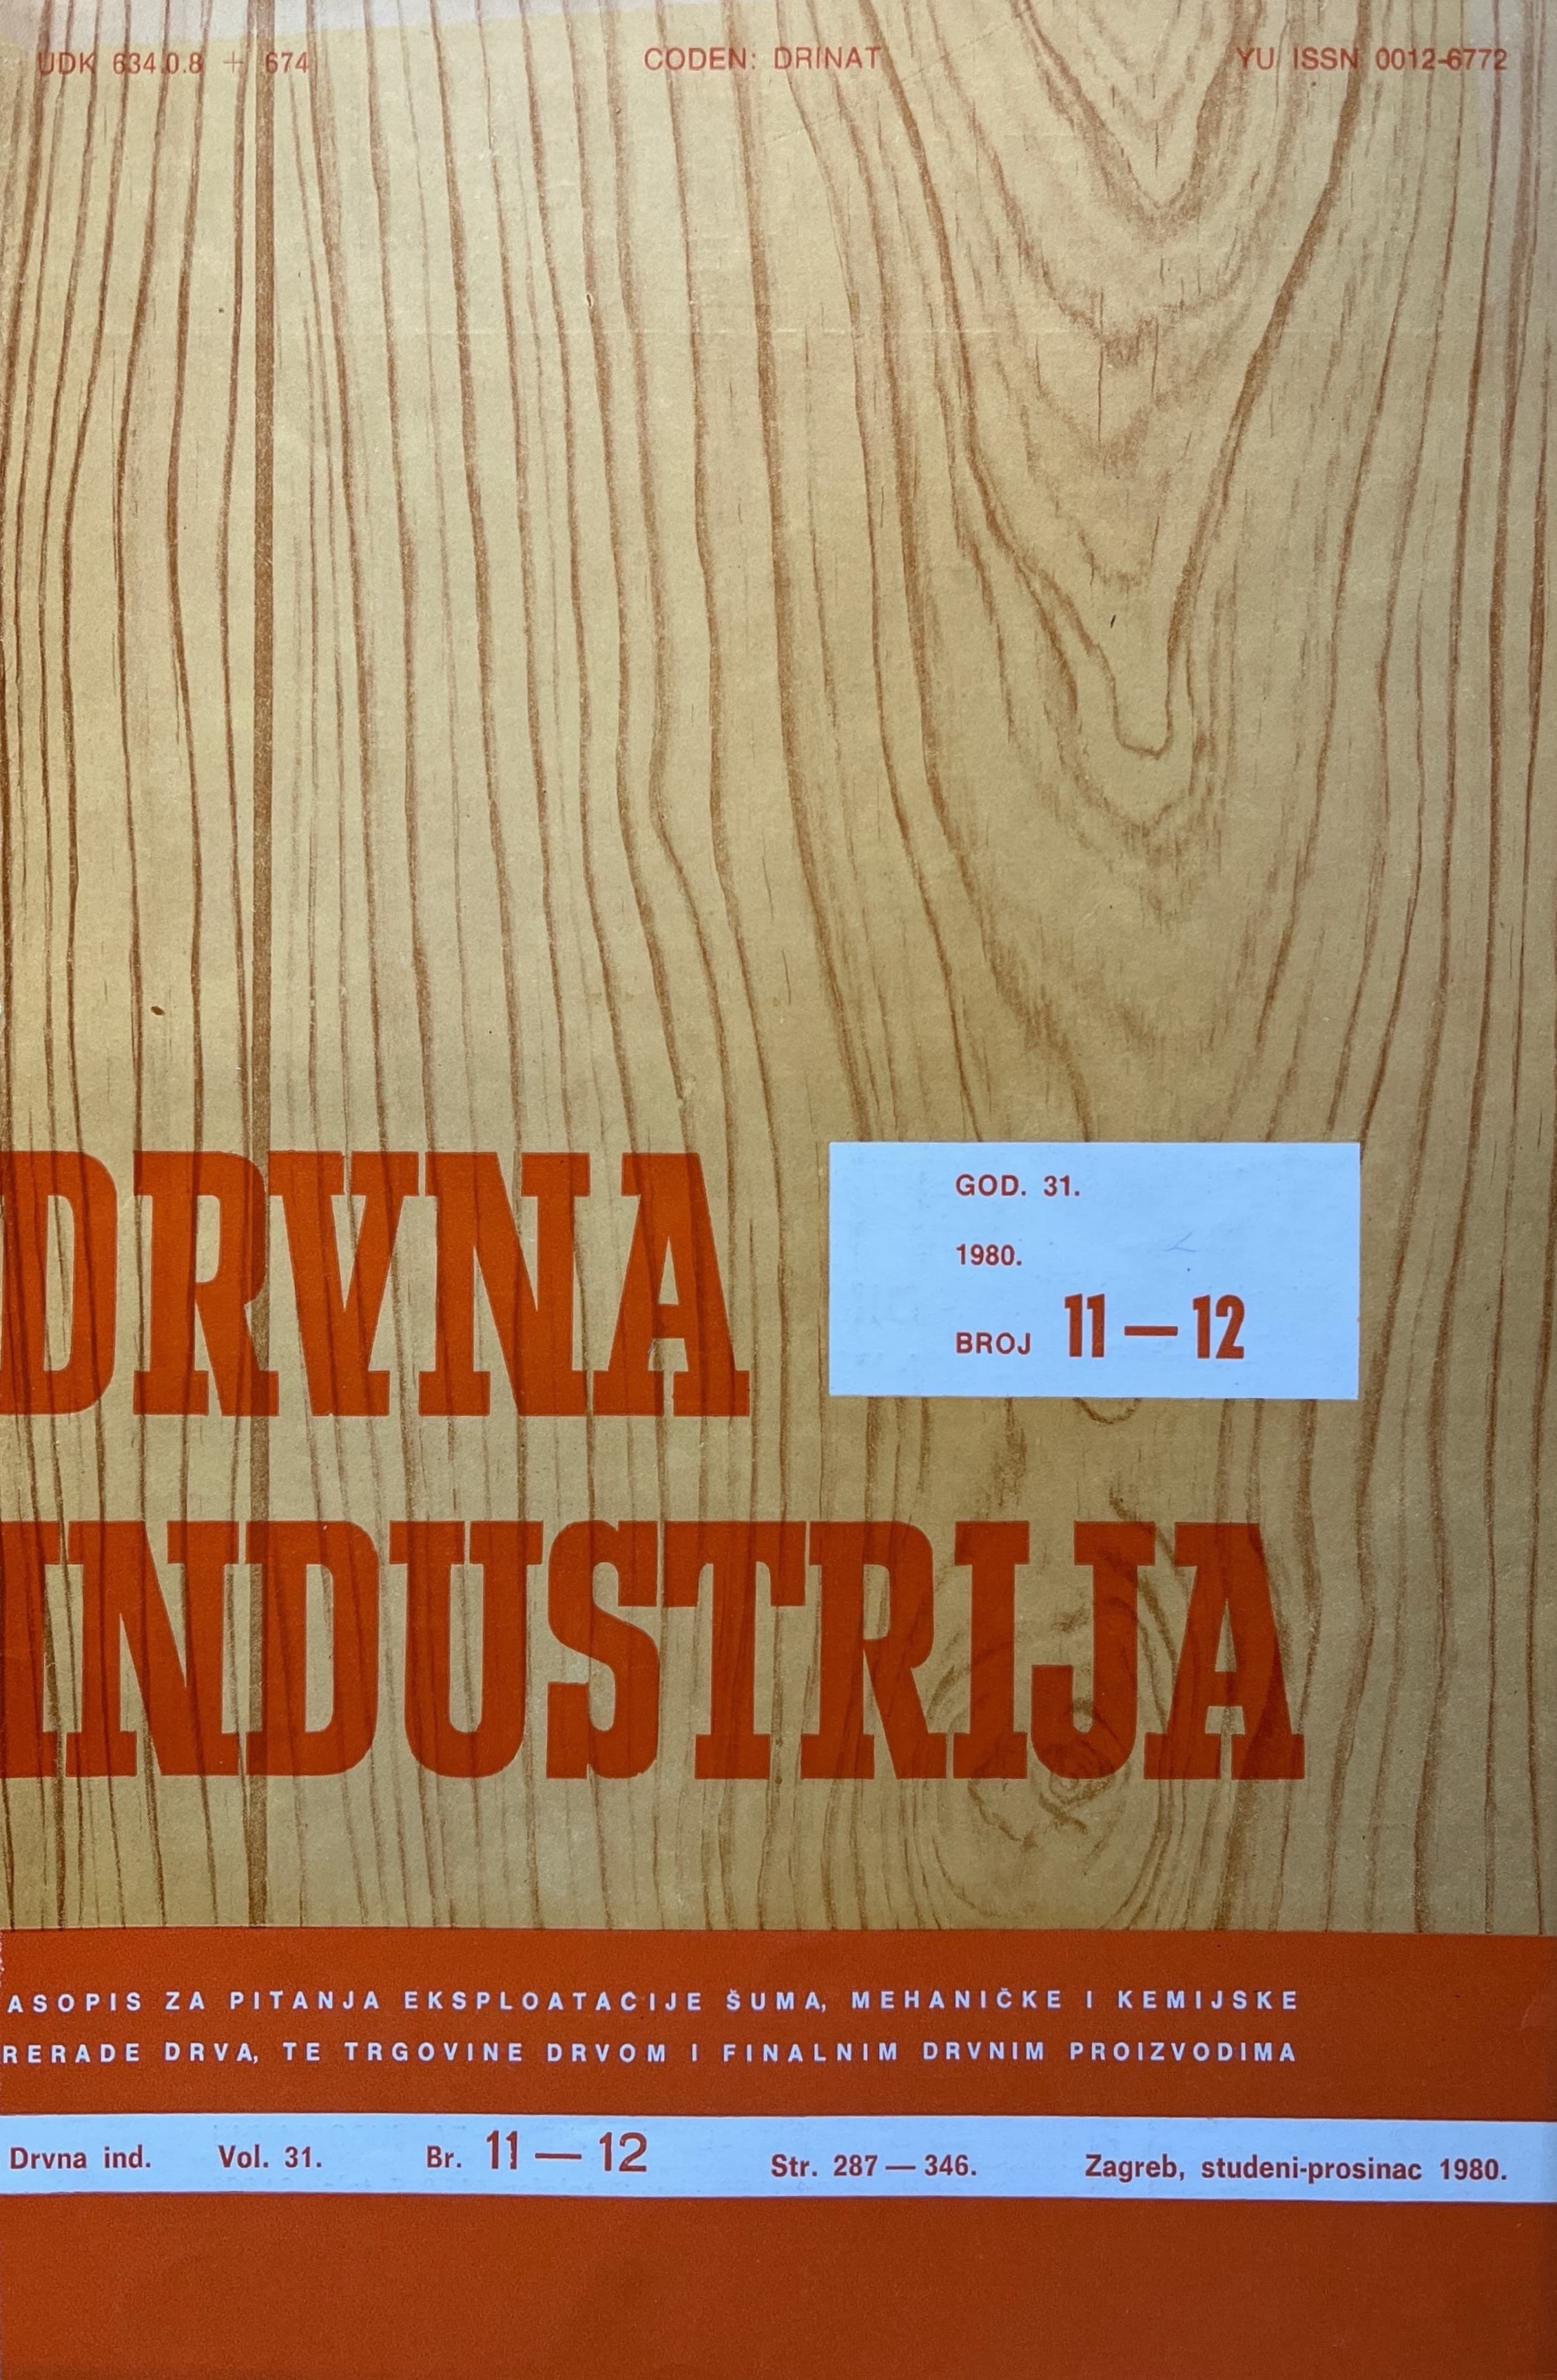 UDK 634.0.8 + 674 CODEN: DRINAT YU ISSN 0012-6772
DRVNA
GOD. 31.
1980.
BROJ 11 — 12
INDUSTRIJA
ASOPIS ZA PITANJA EKSPLOATACIJE ŠUMA, MEHANIČKE I KEMIJSKE
RERADE DRVA, TE TRGOVINE DRVOM I FINALNIM DRVNIM PROIZVODIMA
Drvna ind. Vol. 31. Br. 11 — 12 Str. 287 — 346. Zagreb, studeni-prosinac 1980.